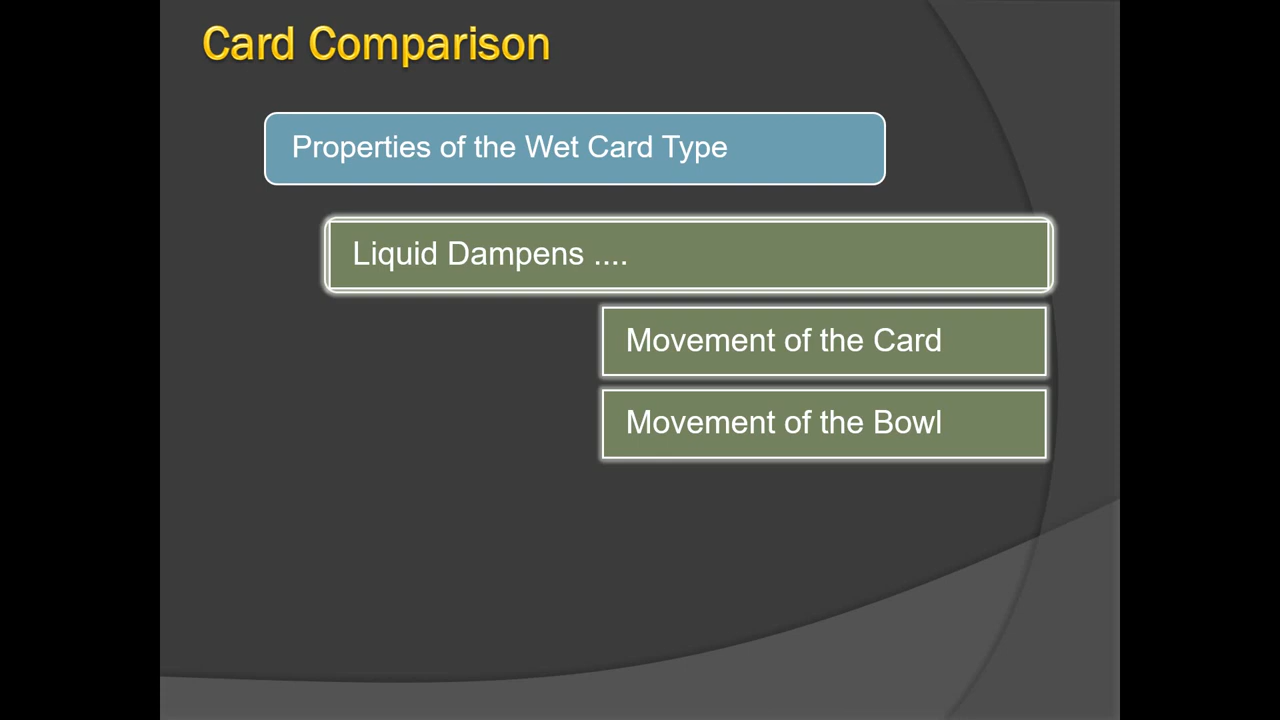 Card Comparison
Properties of the Wet Card Type
Liquid Dampens ....
Movement of the Card
Movement of the Bowl